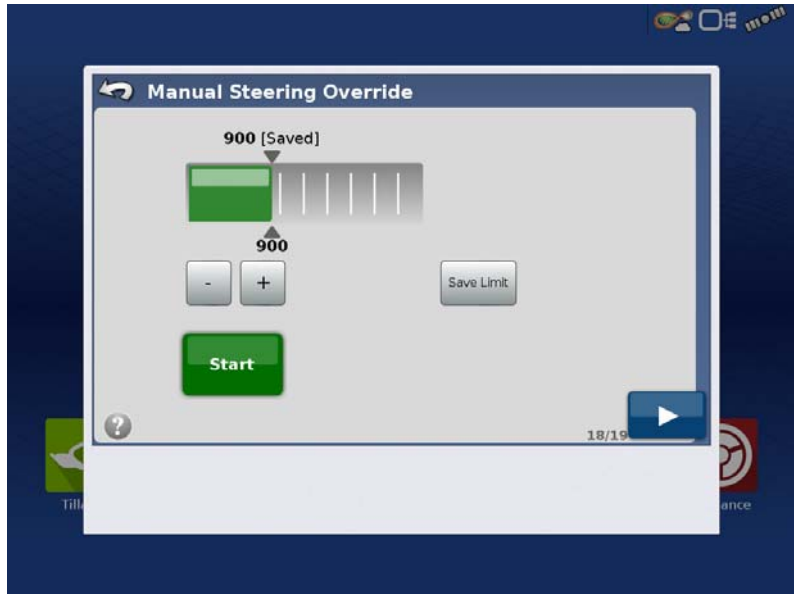 Manual Steering Override
900 [Saved]
900
- +
Save Limit
Start
?
18/19
Till
ance